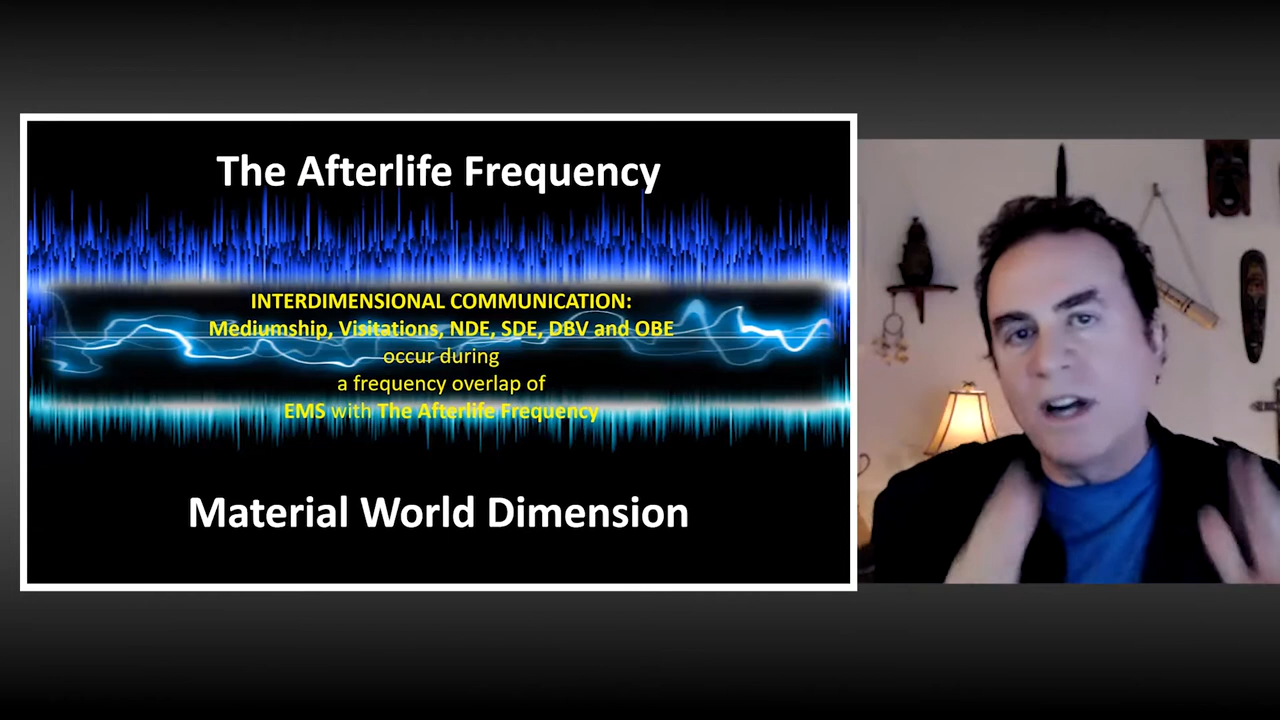 The Afterlife Frequency
INTERDIMENSIONAL COMMUNICATION:
Mediumship, Visitations, NDE, SDE, DBV and OBE
occur during
a frequency overlap of
EMS with The Afterlife Frequency
Material World Dimension